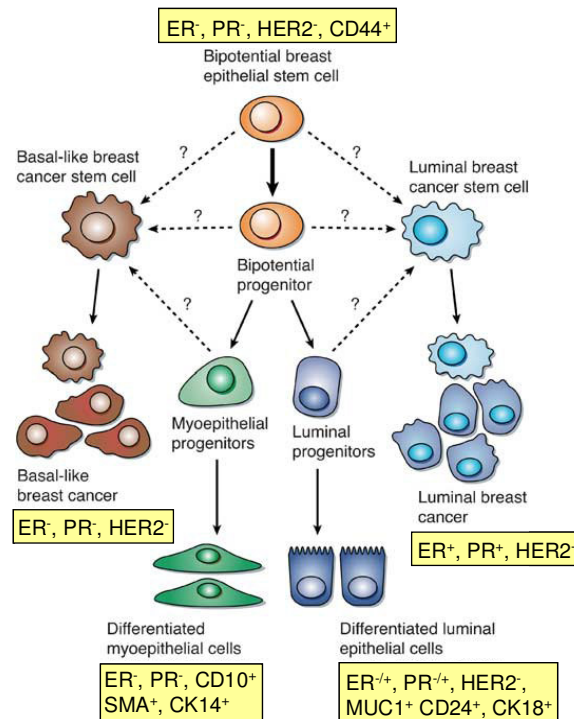 ER⁻, PR⁻, HER2⁻, CD44⁺
Bipotential breast
epithelial stem cell
Basal-like breast
cancer stem cell
?
?
Luminal breast
cancer stem cell
?
?
Bipotential
progenitor
?
?
Myoepithelial
progenitors
Luminal
progenitors
Basal-like
breast cancer
ER⁻, PR⁻, HER2⁻
Luminal breast
cancer
ER⁺, PR⁺, HER2⁻
Differentiated
myoepithelial cells
ER⁻, PR⁻, CD10⁺
SMA⁺, CK14⁺
Differentiated luminal
epithelial cells
ER⁻/⁺, PR⁻/⁺, HER2⁻,
MUC1⁺ CD24⁺, CK18⁺